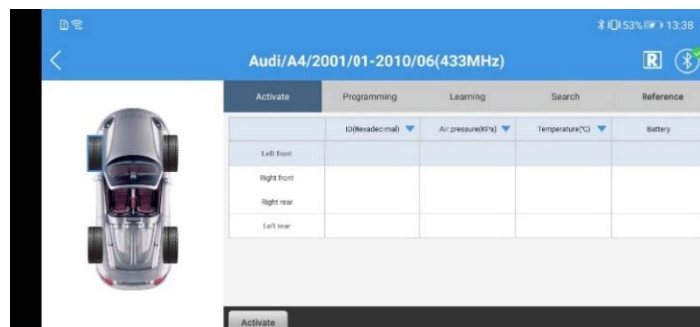 53% 13:38
Audi/A4/2001/01-2010/06(433MHz)
R
Activate Programming Learning Search Reference
ID(Hexadecimal) Air pressure(KPa) Temperature(°C) Battery
Left front
Right front
Right rear
Left rear
Activate